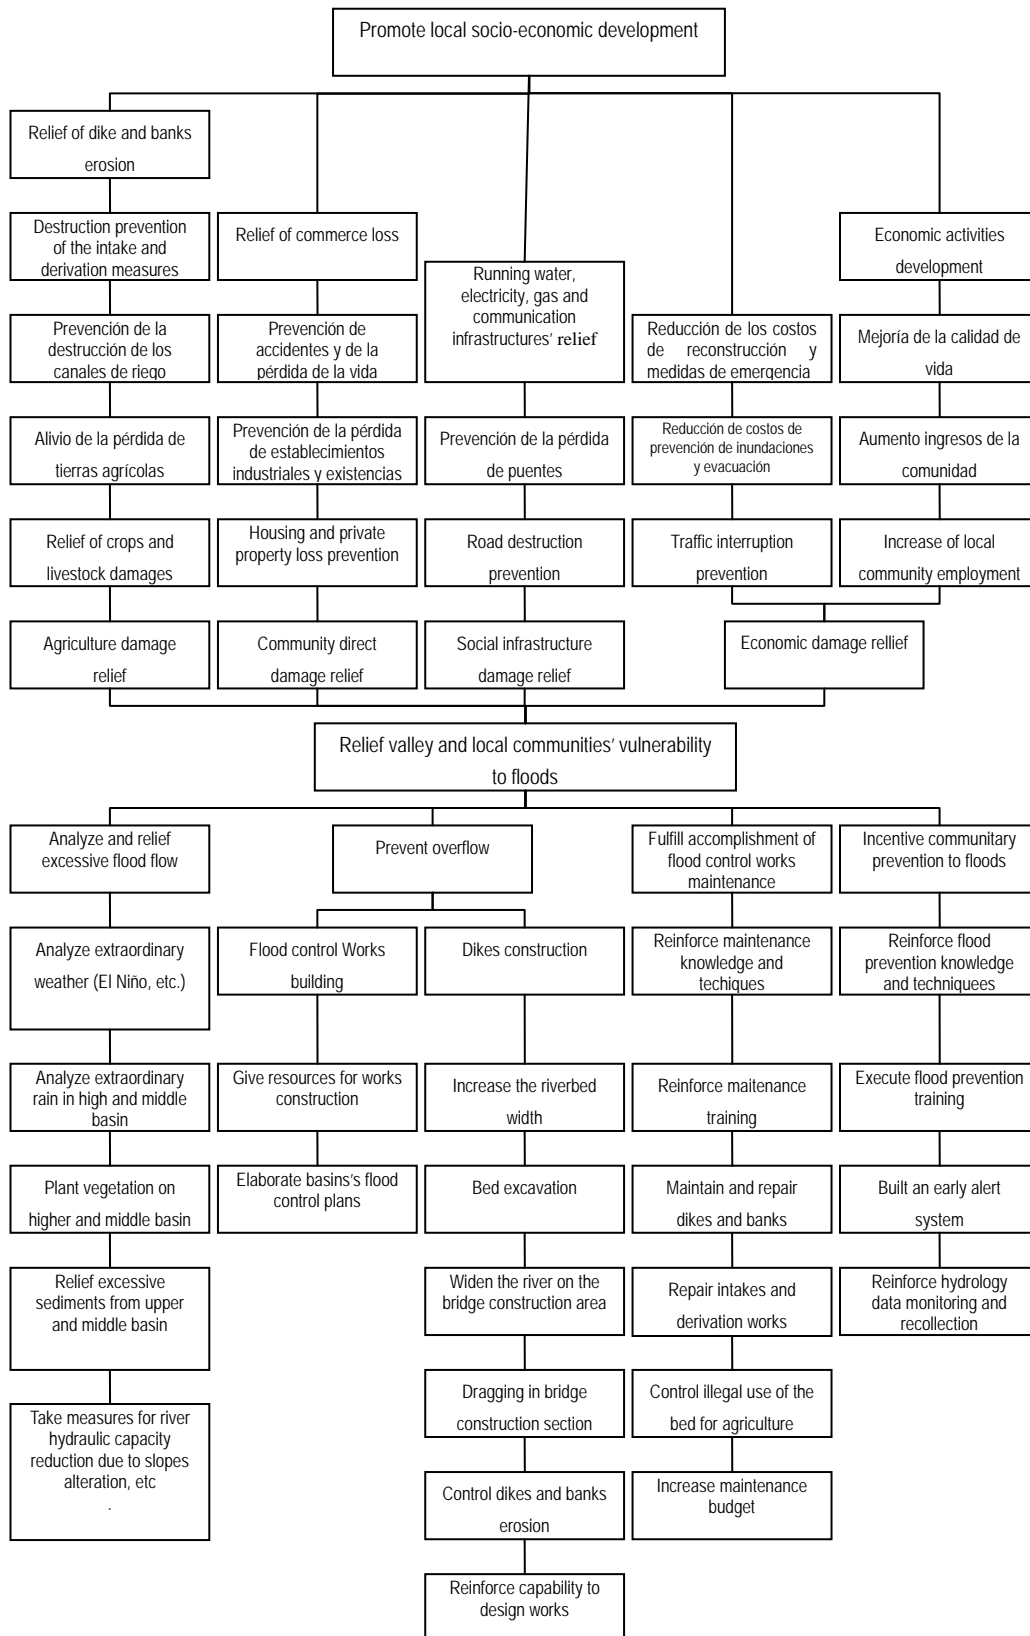 Promote local socio-economic development
Relief of dike and banks
erosion
Destruction prevention
of the intake and
derivation measures
Relief of commerce loss
Running water,
electricity, gas and
communication
infrastructures' relief
Economic activities
development
Prevención de la
destrucción de los
canales de riego
Prevención de
accidentes y de la
pérdida de la vida
Reducción de los costos
de reconstrucción y
medidas de emergencia
Mejoría de la calidad de
vida
Alivio de la pérdida de
tierras agrícolas
Prevención de la pérdida
de establecimientos
industriales y existencias
Prevención de la pérdida
de puentes
Reducción de costos de
prevención de inundaciones
y evacuación
Aumento ingresos de la
comunidad
Relief of crops and
livestock damages
Housing and private
property loss prevention
Road destruction
prevention
Traffic interruption
prevention
Increase of local
community employment
Agriculture damage
relief
Community direct
damage relief
Social infrastructure
damage relief
Economic damage rellief
Relief valley and local communities' vulnerability
to floods
Analyze and relief
excessive flood flow
Prevent overflow
Fulfill accomplishment of
flood control works
maintenance
Incentive communitary
prevention to floods
Analyze extraordinary
weather (El Niño, etc.)
Flood control Works
building
Dikes construction
Reinforce maintenance
knowledge and
techiques
Reinforce flood
prevention knowledge
and techniquees
Analyze extraordinary
rain in high and middle
basin
Give resources for works
construction
Increase the riverbed
width
Reinforce maitenance
training
Execute flood prevention
training
Plant vegetation on
higher and middle basin
Elaborate basins's flood
control plans
Bed excavation
Maintain and repair
dikes and banks
Built an early alert
system
Relief excessive
sediments from upper
and middle basin
Widen the river on the
bridge construction area
Repair intakes and
derivation works
Reinforce hydrology
data monitoring and
recollection
Take measures for river
hydraulic capacity
reduction due to slopes
alteration, etc
.
Dragging in bridge
construction section
Control illegal use of the
bed for agriculture
Control dikes and banks
erosion
Increase maintenance
budget
Reinforce capability to
design works